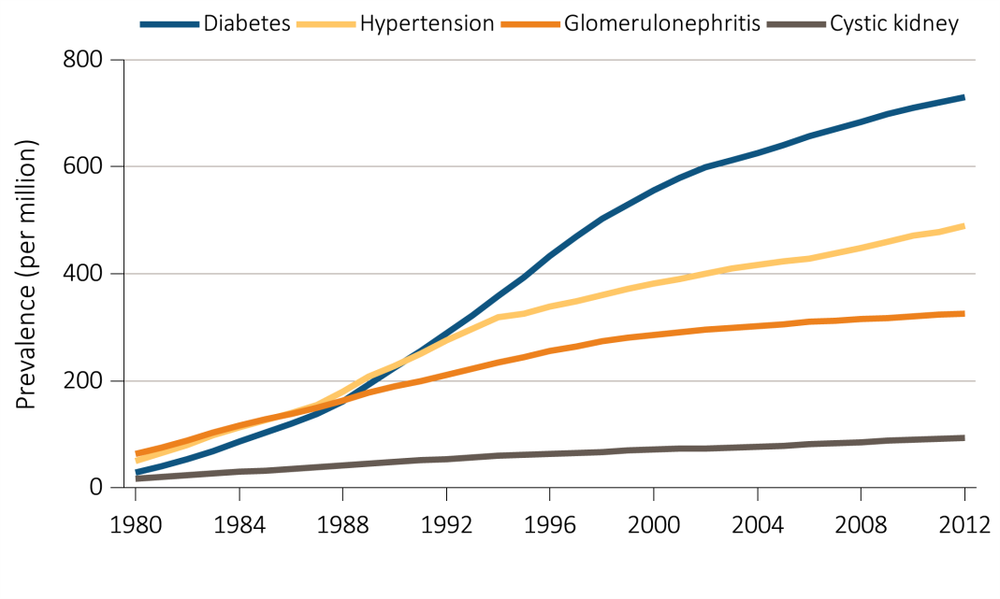 Diabetes Hypertension Glomerulonephritis Cystic kidney
Prevalence (per million)
800
600
400
200
0
1980 1984 1988 1992 1996 2000 2004 2008 2012